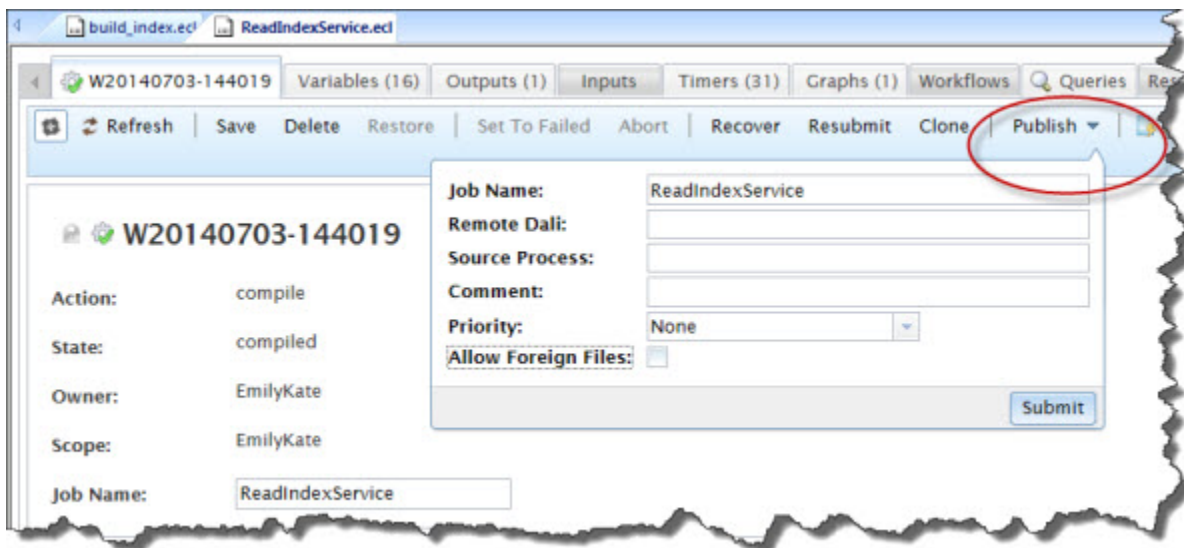 build_index.ecl ReadIndexService.ecl
W20140703-144019 Variables (16) Outputs (1) Inputs Timers (31) Graphs (1) Workflows Queries
Refresh Save Delete Restore Set To Failed Abort Recover Resubmit Clone Publish
Job Name: ReadIndexService
Remote Dali:
Source Process:
Comment:
Priority: None
Allow Foreign Files:
Submit
W20140703-144019
Action: compile
State: compiled
Owner: EmilyKate
Scope: EmilyKate
Job Name: ReadIndexService